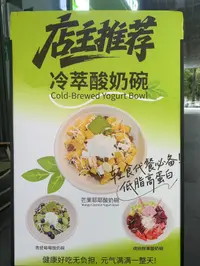 店主推荐
冷萃酸奶碗
Cold-Brewed Yogurt Bowl
轻食代餐必备!
低脂高蛋白
芒果耶耶酸奶碗
健康好吃无负担,元气满满一整天!